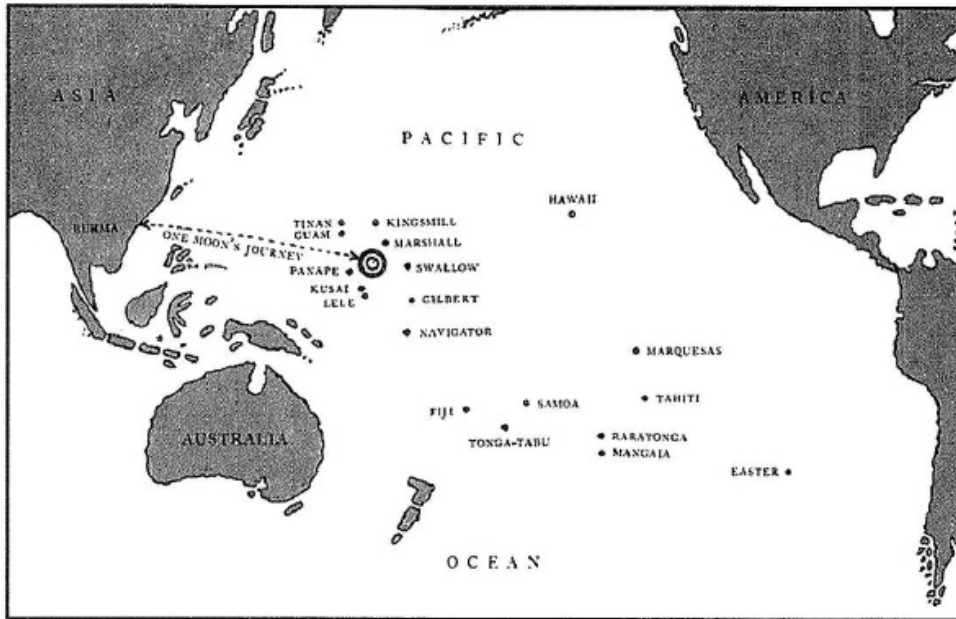 ASIA
AMERICA
PACIFIC
HAWAII
BURMA
TINAN
KINGSMILL
GUAM
ONE MOON'S JOURNEY
MARSHALL
PANAPE
SWALLOW
KUSAI
LELE
GILBERT
NAVIGATOR
MARQUESAS
FIJI
SAMOA
TAHITI
TONGA-TABU
AUSTRALIA
RARATONGA
MANGAJA
EASTER
OCEAN